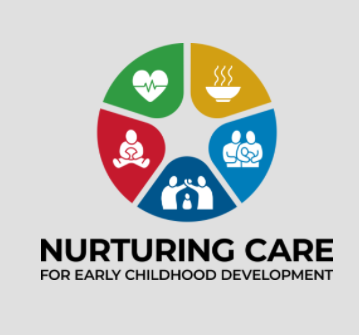 NURTURING CARE
FOR EARLY CHILDHOOD DEVELOPMENT